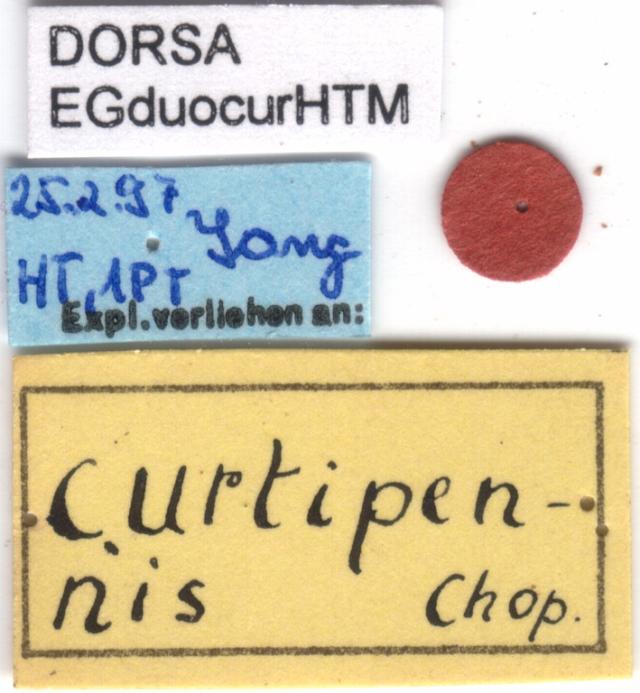 DORSA
EGduocurHTM
25.2.97 Yong
HT, 1PT
Expl.verliehen an:
Curtipen-
nis Chop.